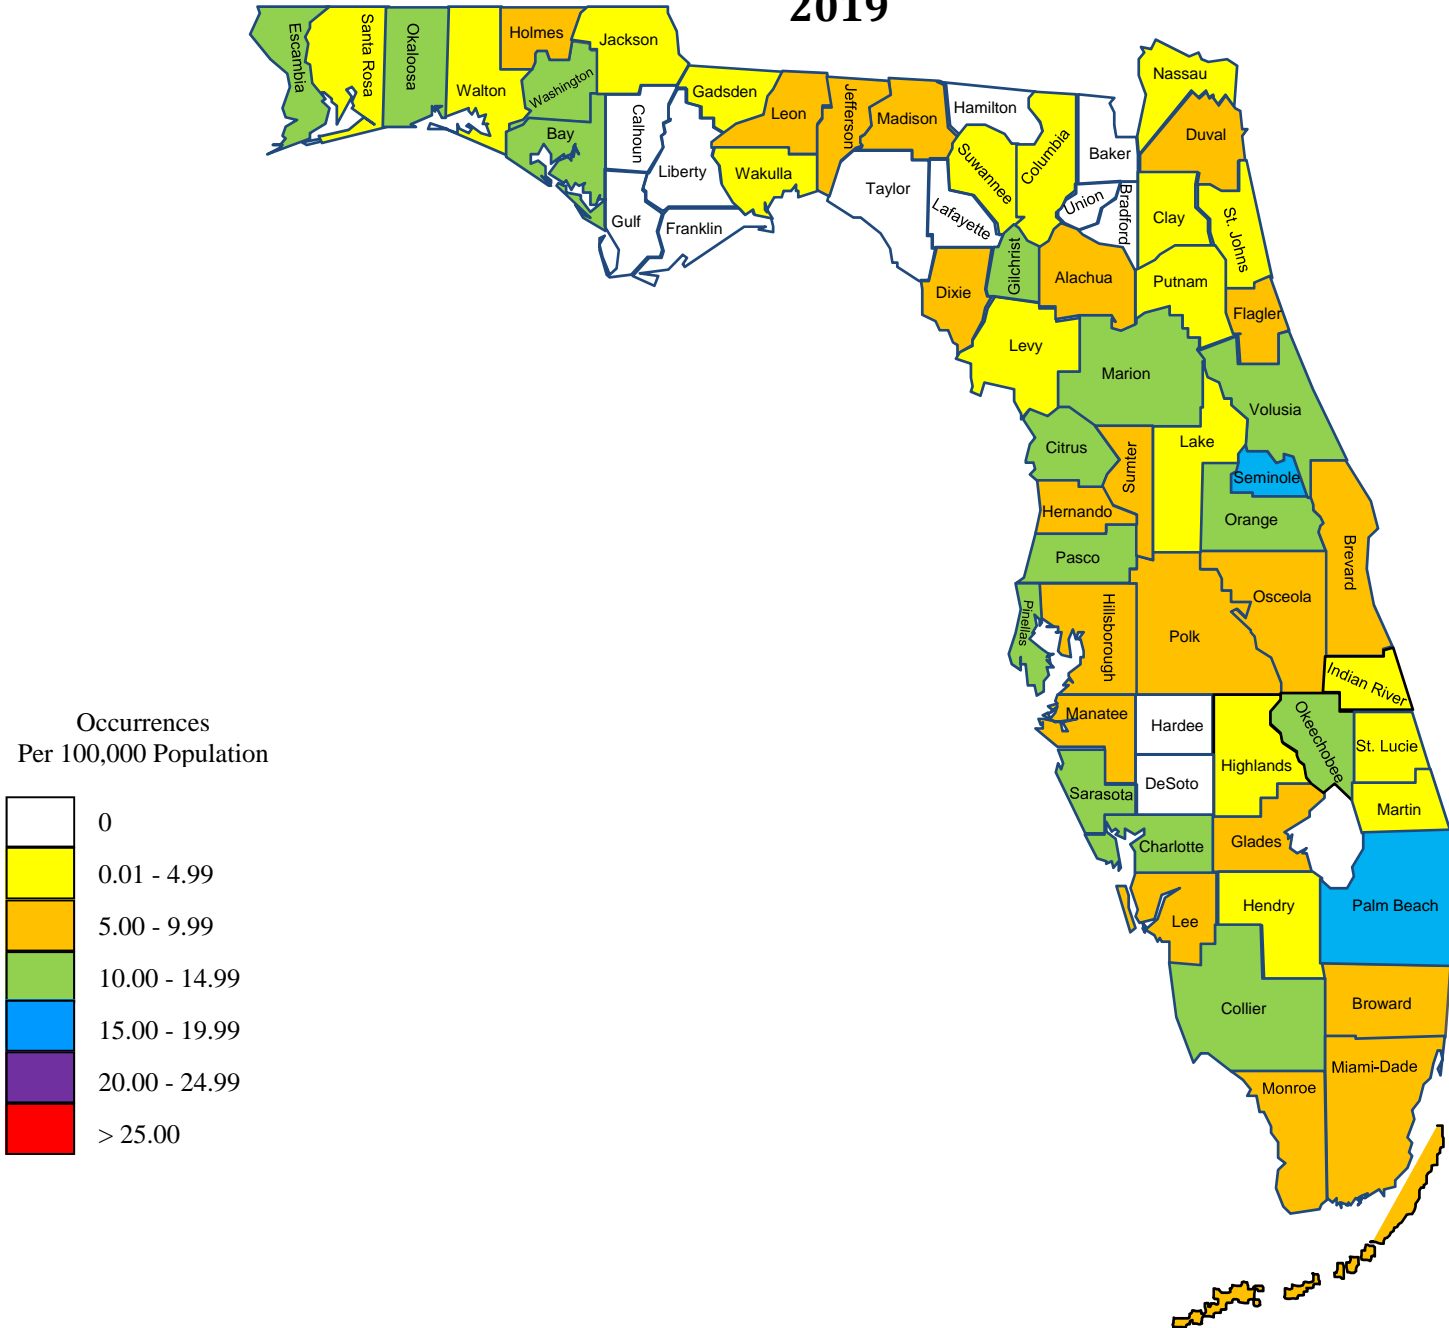 2019
Escambia
Santa Rosa
Okaloosa
Walton
Holmes
Washington
Jackson
Bay
Calhoun
Gulf
Liberty
Franklin
Gadsden
Leon
Wakulla
Jefferson
Madison
Taylor
Hamilton
Suwannee
Lafayette
Columbia
Baker
Union
Bradford
Nassau
Duval
Clay
St. Johns
Dixie
Gilchrist
Alachua
Putnam
Flagler
Levy
Marion
Volusia
Citrus
Sumter
Lake
Seminole
Hernando
Orange
Pasco
Brevard
Pinellas
Hillsborough
Polk
Osceola
Indian River
Manatee
Hardee
Highlands
Okeechobee
St. Lucie
Sarasota
DeSoto
Martin
Charlotte
Glades
Lee
Hendry
Palm Beach
Collier
Broward
Monroe
Miami-Dade
Occurrences
Per 100,000 Population
0
0.01 - 4.99
5.00 - 9.99
10.00 - 14.99
15.00 - 19.99
20.00 - 24.99
> 25.00